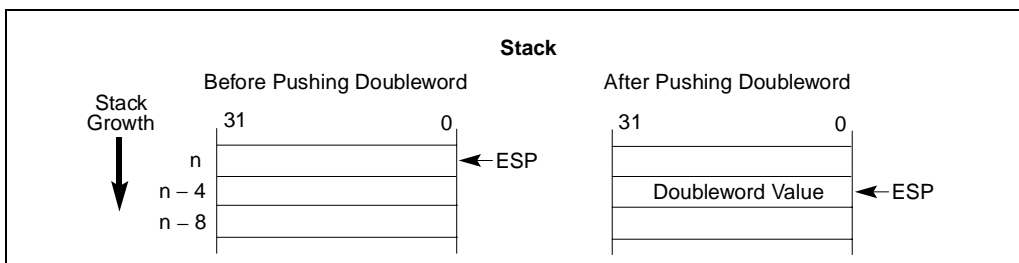 Stack
Before Pushing Doubleword
After Pushing Doubleword
Stack
Growth
31
0
31
0
n
ESP
n – 4
Doubleword Value
ESP
n – 8